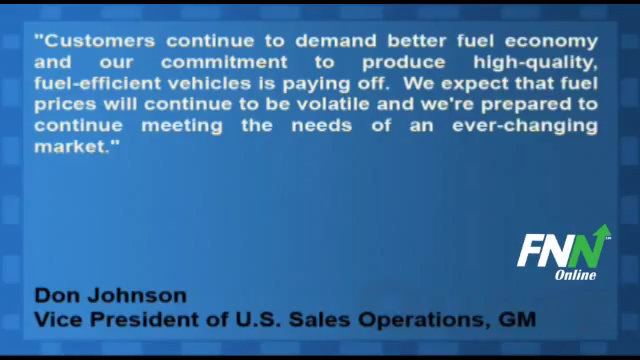 "Customers continue to demand better fuel economy
and our commitment to produce high-quality,
fuel-efficient vehicles is paying off. We expect that fuel
prices will continue to be volatile and we're prepared to
continue meeting the needs of an ever-changing
market."
FNN
Online
Don Johnson
Vice President of U.S. Sales Operations, GM